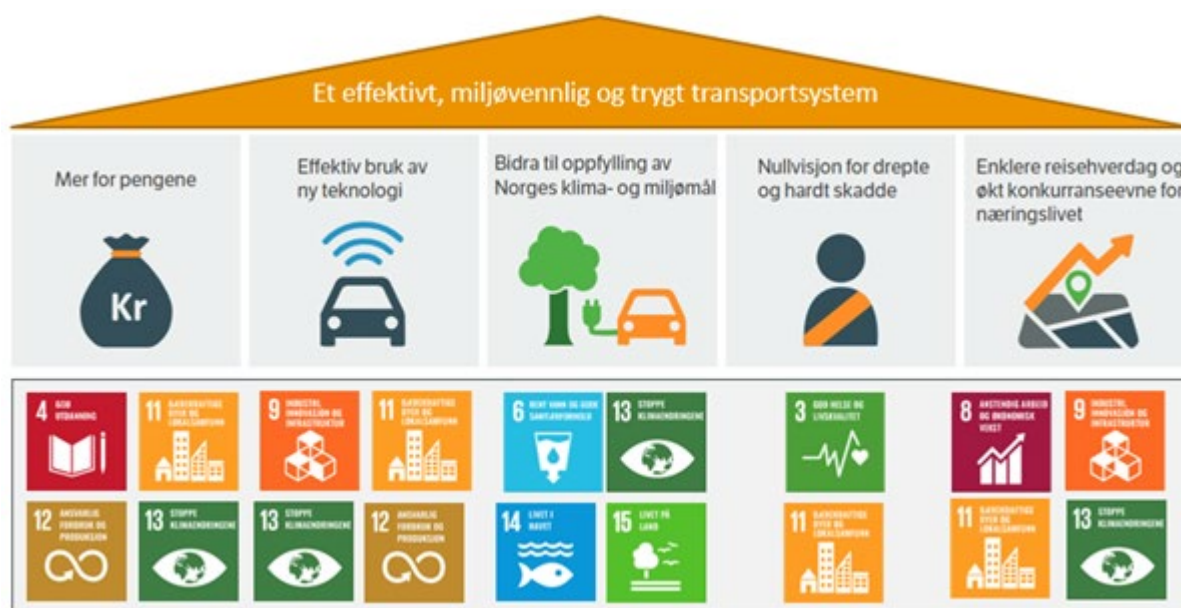 Et effektivt, miljøvennlig og trygt transportsystem
Mer for pengene
Effektiv bruk av
ny teknologi
Bidra til oppfylling av
Norges klima- og miljømål
Nullvisjon for drepte
og hardt skadde
Enklere reisehverdag og
økt konkurranseevne for
næringslivet
Kr
4 GOD
UTDANNING
11 BÆREKRAFTIGE
BYER OG
LOKALSAMFUNN
9 INDUSTRI,
INNOVASJON OG
INFRASTRUKTUR
11 BÆREKRAFTIGE
BYER OG
LOKALSAMFUNN
6 RENT VANN OG GODE
SANITÆRFORHOLD
13 STOPPE
KLIMAENDRINGENE
3 GOD HELSE OG
LIVSKVALITET
8 ANSTENDIG ARBEID
OG ØKONOMISK
VEKST
9 INDUSTRI,
INNOVASJON OG
INFRASTRUKTUR
12 ANSVARLIG
FORBRUK OG
PRODUKSJON
13 STOPPE
KLIMAENDRINGENE
13 STOPPE
KLIMAENDRINGENE
12 ANSVARLIG
FORBRUK OG
PRODUKSJON
14 LIVET I
HAVET
15 LIVET PÅ
LAND
11 BÆREKRAFTIGE
BYER OG
LOKALSAMFUNN
11 BÆREKRAFTIGE
BYER OG
LOKALSAMFUNN
13 STOPPE
KLIMAENDRINGENE